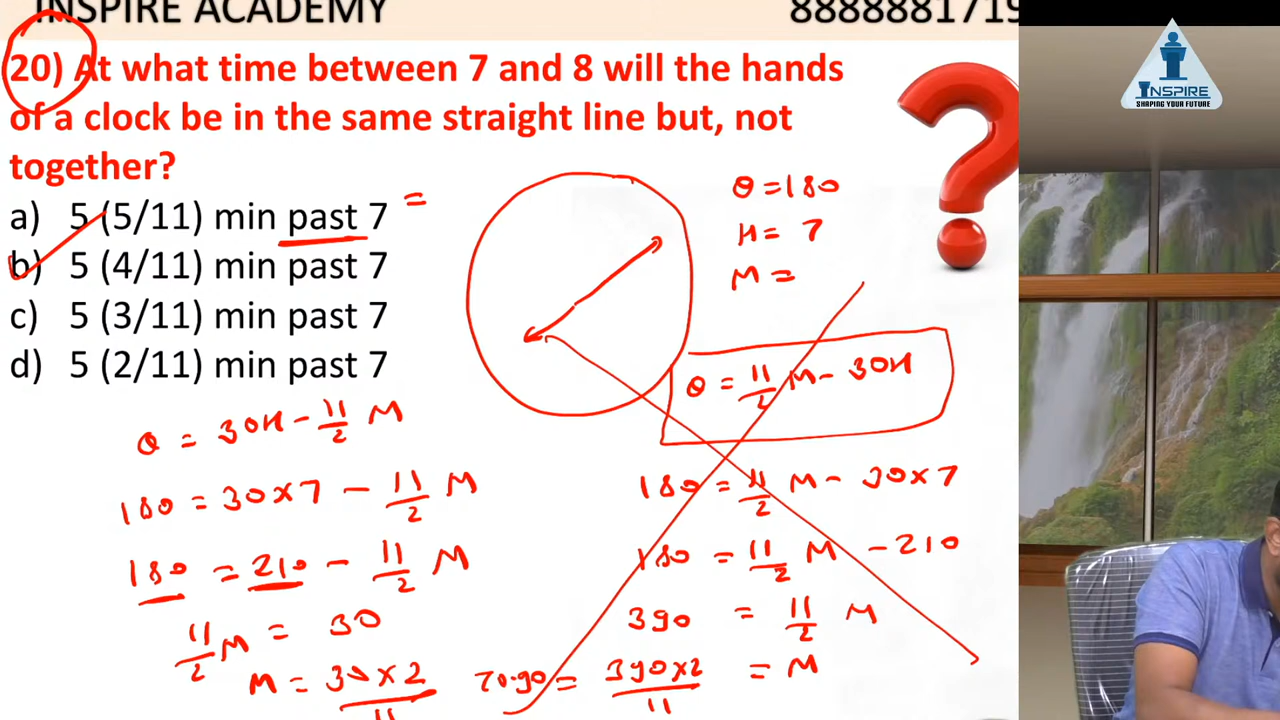 INSPIRE ACADEMY 8888881719
20) At what time between 7 and 8 will the hands
of a clock be in the same straight line but, not
together?
a) 5 (5/11) min past 7 =
b) 5 (4/11) min past 7
c) 5 (3/11) min past 7
d) 5 (2/11) min past 7
θ = 180
H = 7
M =
θ = 11/2 M - 30H
180 = 11/2 M - 30×7
180 = 11/2 M - 210
390 = 11/2 M
70.90 = 390×2/11 = M
θ = 30H - 11/2 M
180 = 30×7 - 11/2 M
180 = 210 - 11/2 M
11/2 M = 30
M = 30×2/11
INSPIRE
SHAPING YOUR FUTURE